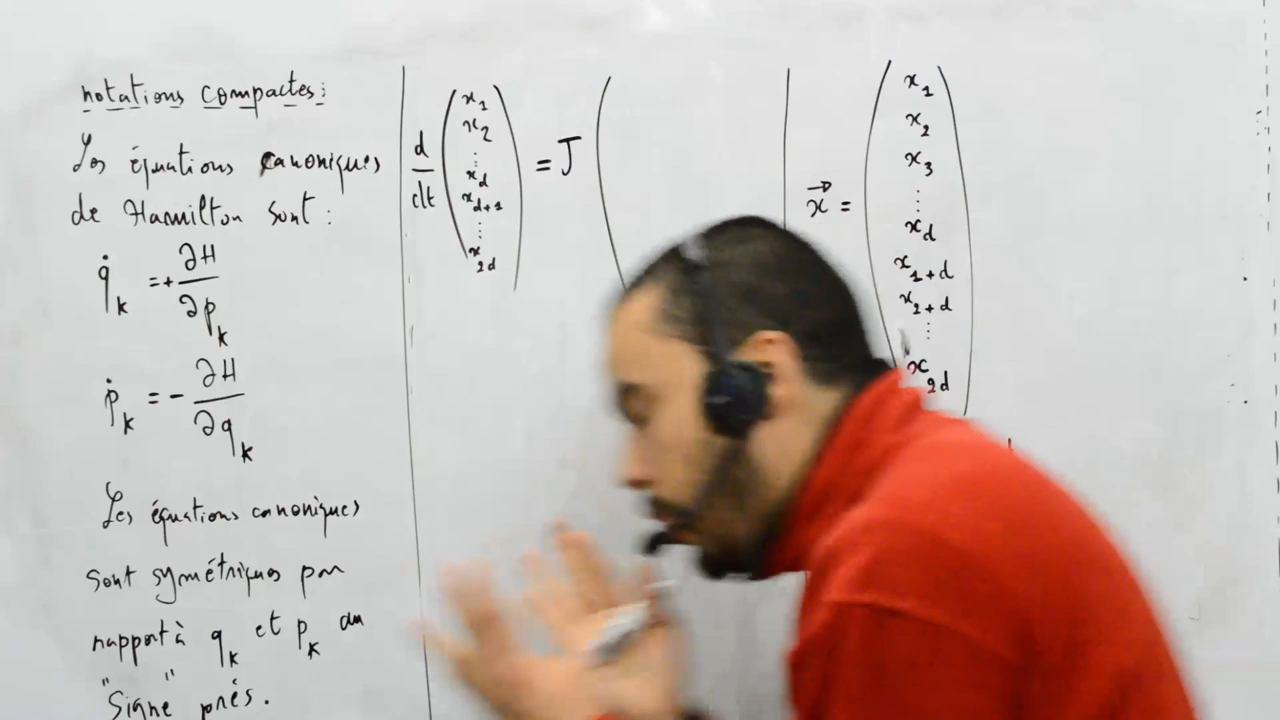 notations compactes:
Les équations canoniques
de Hamilton sont :
q̇_k = + ∂H/∂p_k
ṗ_k = - ∂H/∂q_k
Les équations canoniques
sont symétriques par
rapport à q_k et p_k au
"Signe" près.
d/dt ( x_1
x_2
⋮
x_d
x_{d+1}
⋮
x_{2d} ) = J (
x⃗ = ( x_1
x_2
x_3
⋮
x_d
x_{1+d}
x_{2+d}
⋮
x_{2d} )